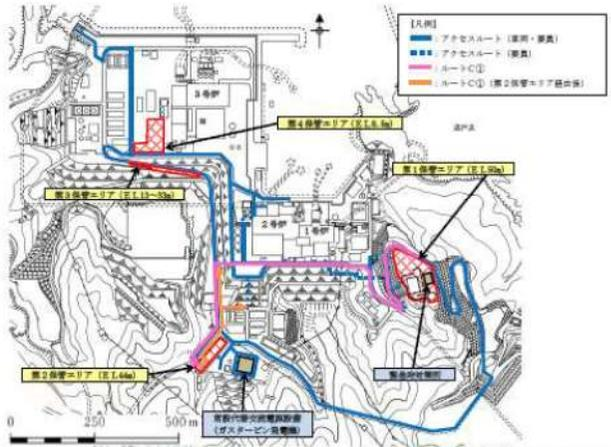 【凡例】
:アクセスルート(車両・要員)
:アクセスルート(要員)
:ルートC①
:ルートC①(第2保管エリア経由後)
3号炉
第4保管エリア(EL8.5m)
第1保管エリア(EL50m)
第3保管エリア(EL13~33m)
2号炉
1号炉
第2保管エリア(EL44m)
緊急時対策所
常設代替交流電源設備
(ガスタービン発電機)
0
500m